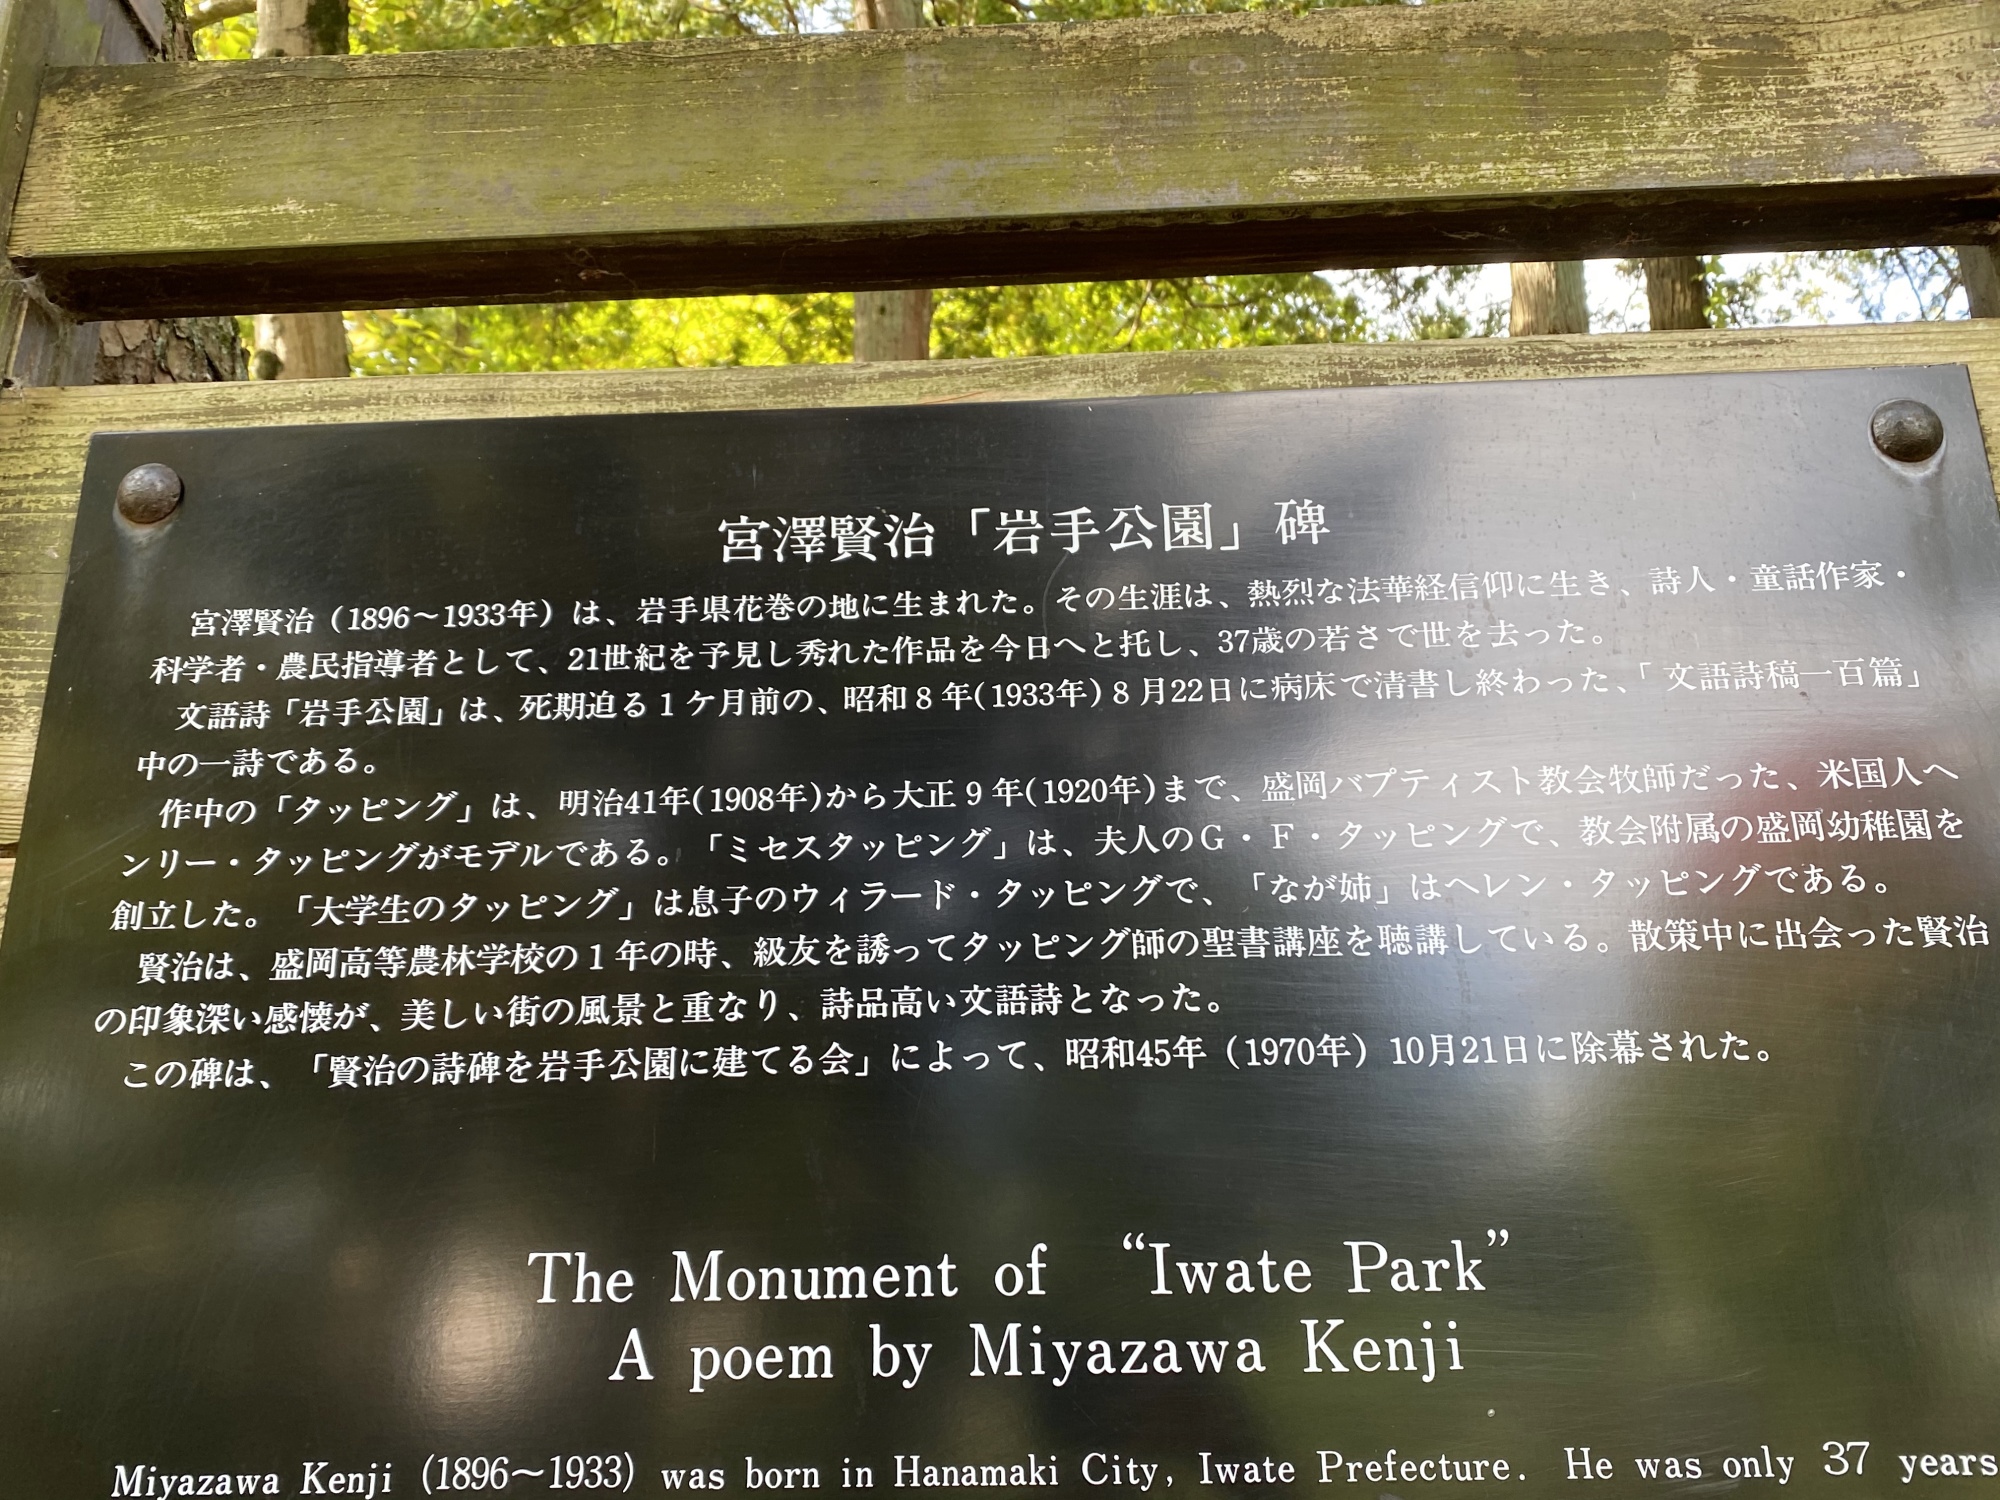 宮澤賢治「岩手公園」碑
宮澤賢治（1896～1933年）は、岩手県花巻の地に生まれた。その生涯は、熱烈な法華経信仰に生き、詩人・童話作家・
科学者・農民指導者として、21世紀を予見し秀れた作品を今日へと托し、37歳の若さで世を去った。
文語詩「岩手公園」は、死期迫る１ケ月前の、昭和８年(1933年)８月22日に病床で清書し終わった、「文語詩稿一百篇」
中の一詩である。
作中の「タッピング」は、明治41年(1908年)から大正９年(1920年)まで、盛岡バプティスト教会牧師だった、米国人ヘ
ンリー・タッピングがモデルである。「ミセスタッピング」は、夫人のＧ・Ｆ・タッピングで、教会附属の盛岡幼稚園を
創立した。「大学生のタッピング」は息子のウィラード・タッピングで、「なが姉」はヘレン・タッピングである。
賢治は、盛岡高等農林学校の１年の時、級友を誘ってタッピング師の聖書講座を聴講している。散策中に出会った賢治
の印象深い感懐が、美しい街の風景と重なり、詩品高い文語詩となった。
この碑は、「賢治の詩碑を岩手公園に建てる会」によって、昭和45年（1970年）10月21日に除幕された。
The Monument of “Iwate Park”
A poem by Miyazawa Kenji
Miyazawa Kenji (1896～1933) was born in Hanamaki City, Iwate Prefecture. He was only 37 years